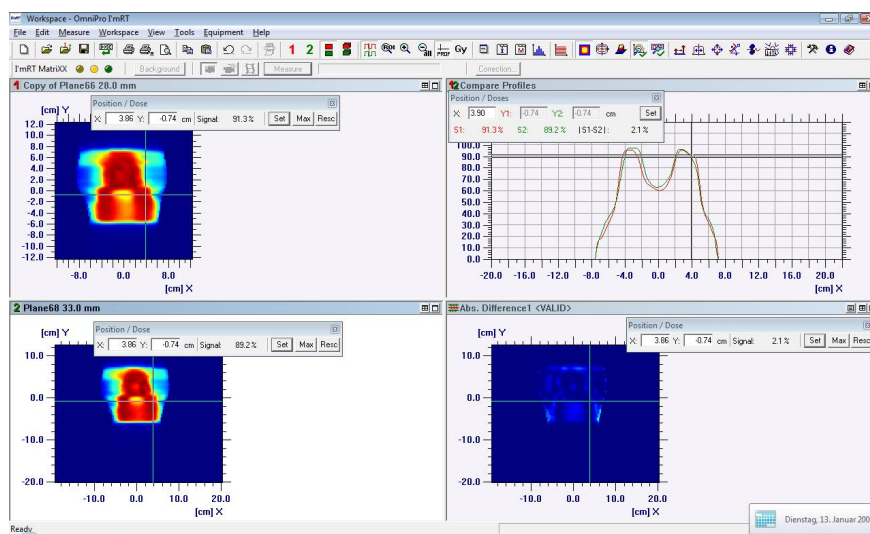 Workspace - OmniPro I'mRT
File Edit Measure Workspace View Tools Equipment Help
1 2 Gy
I'mRT MatriXX Background Measure Correction...
1 Copy of Plane66 28.0 mm
Position / Dose
X: 3.86 Y: -0.74 cm Signal: 91.3 % Set Max Resc
[cm] Y
12.0
10.0
8.0
6.0
4.0
2.0
0.0
-2.0
-4.0
-6.0
-8.0
-10.0
-12.0
-8.0 0.0 8.0
[cm] X
12 Compare Profiles
Position / Doses
X: 3.90 Y1: -0.74 Y2: -0.74 cm Set
S1: 91.3 % S2: 89.2 % |S1-S2|: 2.1 %
100.0
90.0
80.0
70.0
60.0
50.0
40.0
30.0
20.0
10.0
0.0
-20.0 -16.0 -12.0 -8.0 -4.0 0.0 4.0 8.0 12.0 16.0 20.0
[cm] X
2 Plane68 33.0 mm
Position / Dose
X: 3.86 Y: -0.74 cm Signal: 89.2 % Set Max Resc
[cm] Y
10.0
0.0
-10.0
-20.0
-10.0 0.0 10.0 20.0
[cm] X
Abs. Difference1 <VALID>
Position / Dose
X: 3.86 Y: -0.74 cm Signal: 2.1 % Set Max Resc
[cm] Y
10.0
0.0
-10.0
-20.0
-10.0 0.0 10.0 20.0
[cm] X
Dienstag, 13. Januar 200
Ready